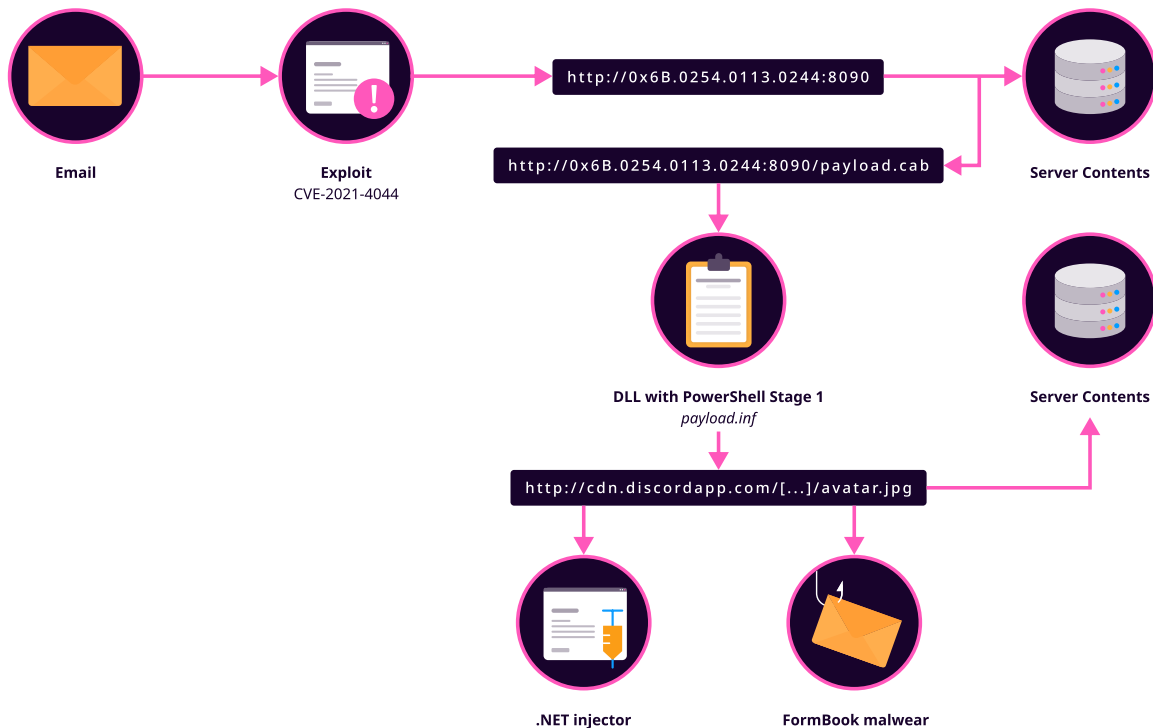 http://0x6B.0254.0113.0244:8090
Email
Exploit
CVE-2021-4044
http://0x6B.0254.0113.0244:8090/payload.cab
Server Contents
DLL with PowerShell Stage 1
payload.inf
Server Contents
http://cdn.discordapp.com/[...]/avatar.jpg
.NET injector
FormBook malwear